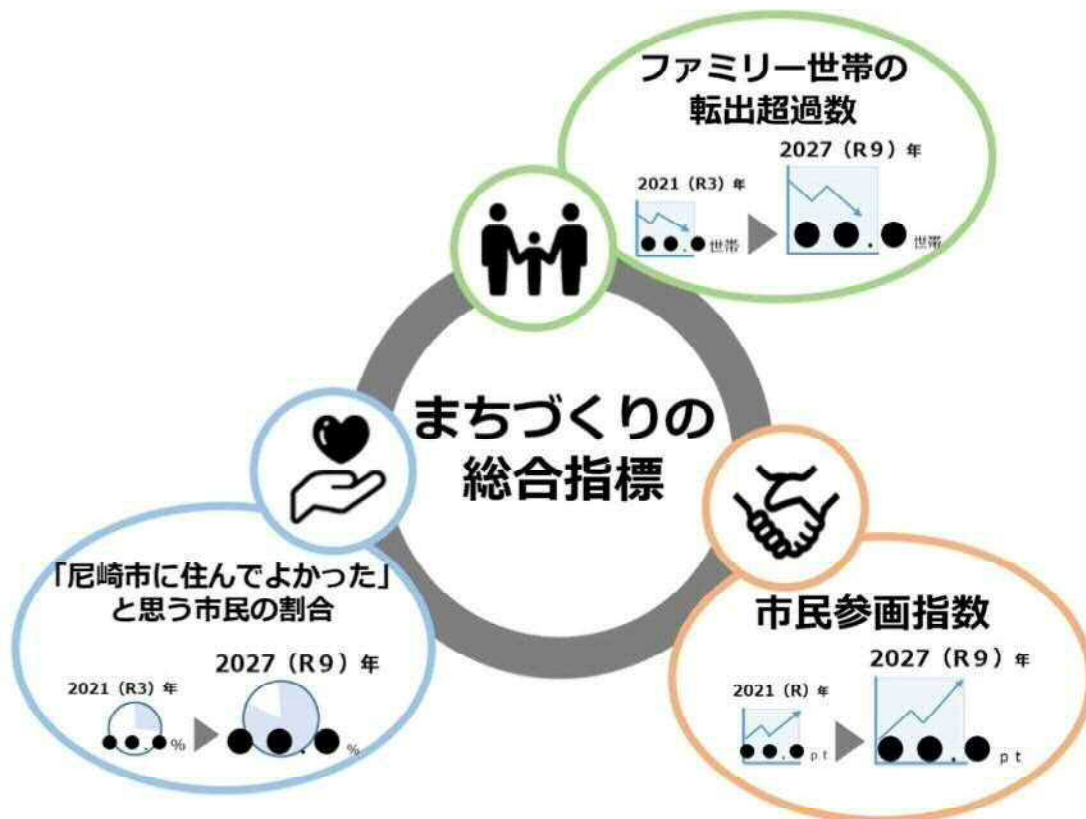 ファミリー世帯の
転出超過数
2027（R９）年
2021（R3）年
●●.●世帯
●●.●世帯
まちづくりの
総合指標
「尼崎市に住んでよかった」
と思う市民の割合
2027（R９）年
2021（R3）年
●●.●％
●●.●％
市民参画指数
2027（R９）年
2021（R）年
●●.●ｐｔ
●●.●ｐｔ